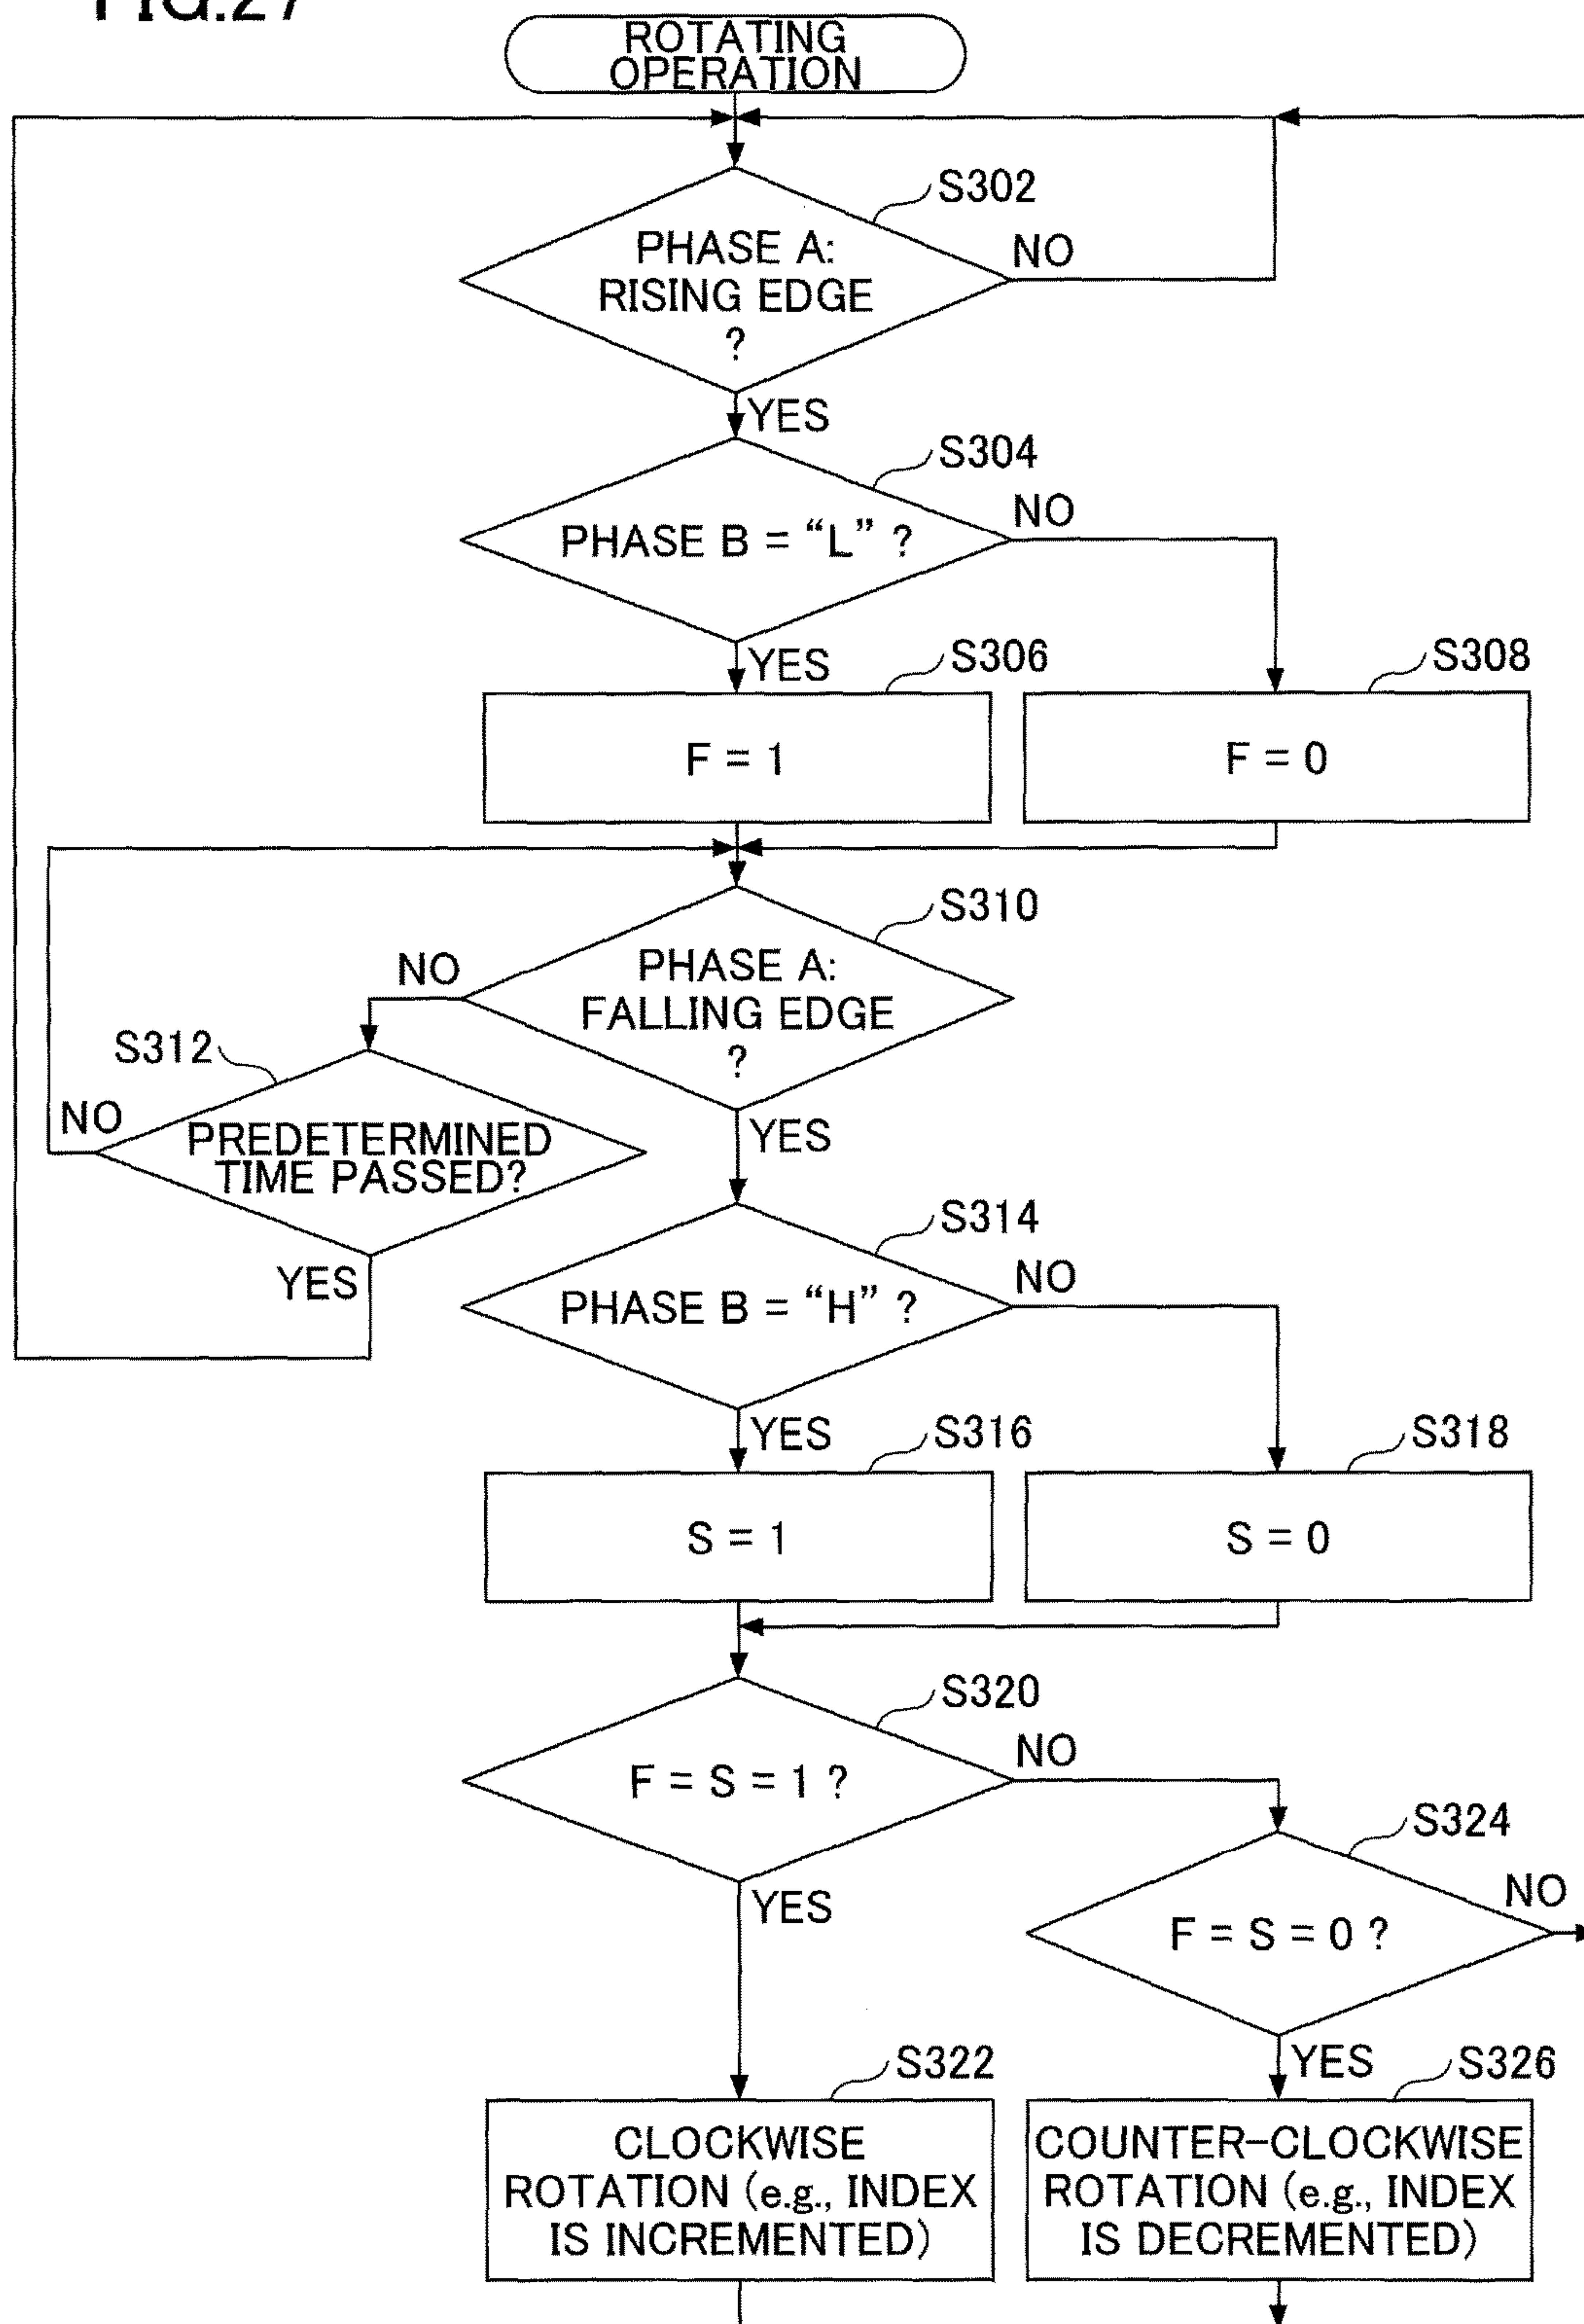 FIG.27
ROTATING
OPERATION
S302
PHASE A:
RISING EDGE
?
NO
YES
S304
PHASE B = “L” ?
NO
YES
S306
S308
F = 1
F = 0
S310
PHASE A:
FALLING EDGE
?
NO
S312
YES
NO
PREDETERMINED
TIME PASSED?
YES
S314
PHASE B = “H” ?
NO
YES
S316
S318
S = 1
S = 0
S320
F = S = 1 ?
NO
S324
YES
F = S = 0 ?
NO
YES
S322
S326
CLOCKWISE
ROTATION (e.g., INDEX
IS INCREMENTED)
COUNTER-CLOCKWISE
ROTATION (e.g., INDEX
IS DECREMENTED)